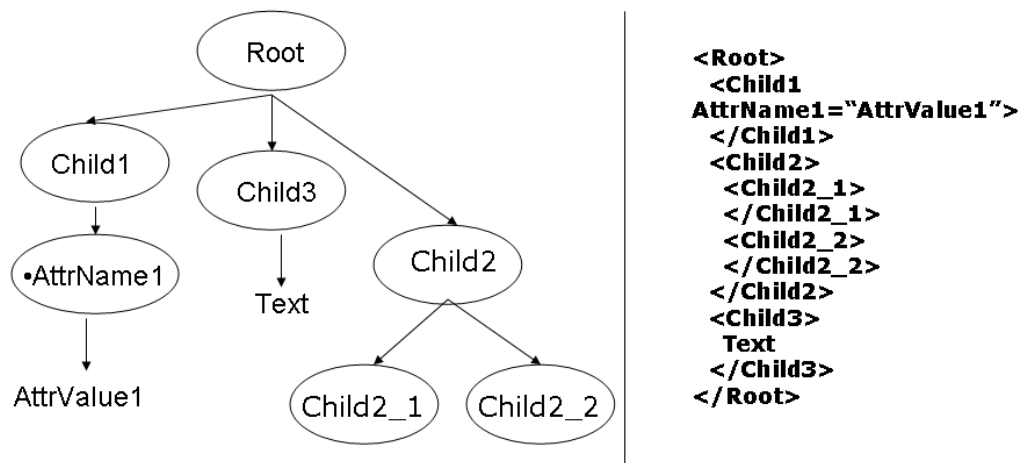 Root
Child1
Child3
Child2
•AttrName1
Text
AttrValue1
Child2_1
Child2_2
<Root>
<Child1
AttrName1=“AttrValue1”>
</Child1>
<Child2>
<Child2_1>
</Child2_1>
<Child2_2>
</Child2_2>
</Child2>
<Child3>
Text
</Child3>
</Root>